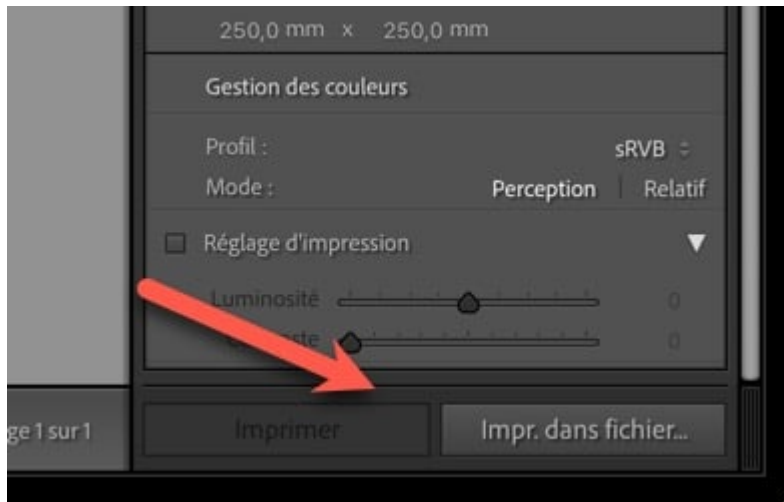 250,0 mm x 250,0 mm
Gestion des couleurs
Profil : sRVB
Mode : Perception Relatif
Réglage d'impression
Luminosité 0
0
ge 1 sur 1
Imprimer Impr. dans fichier...